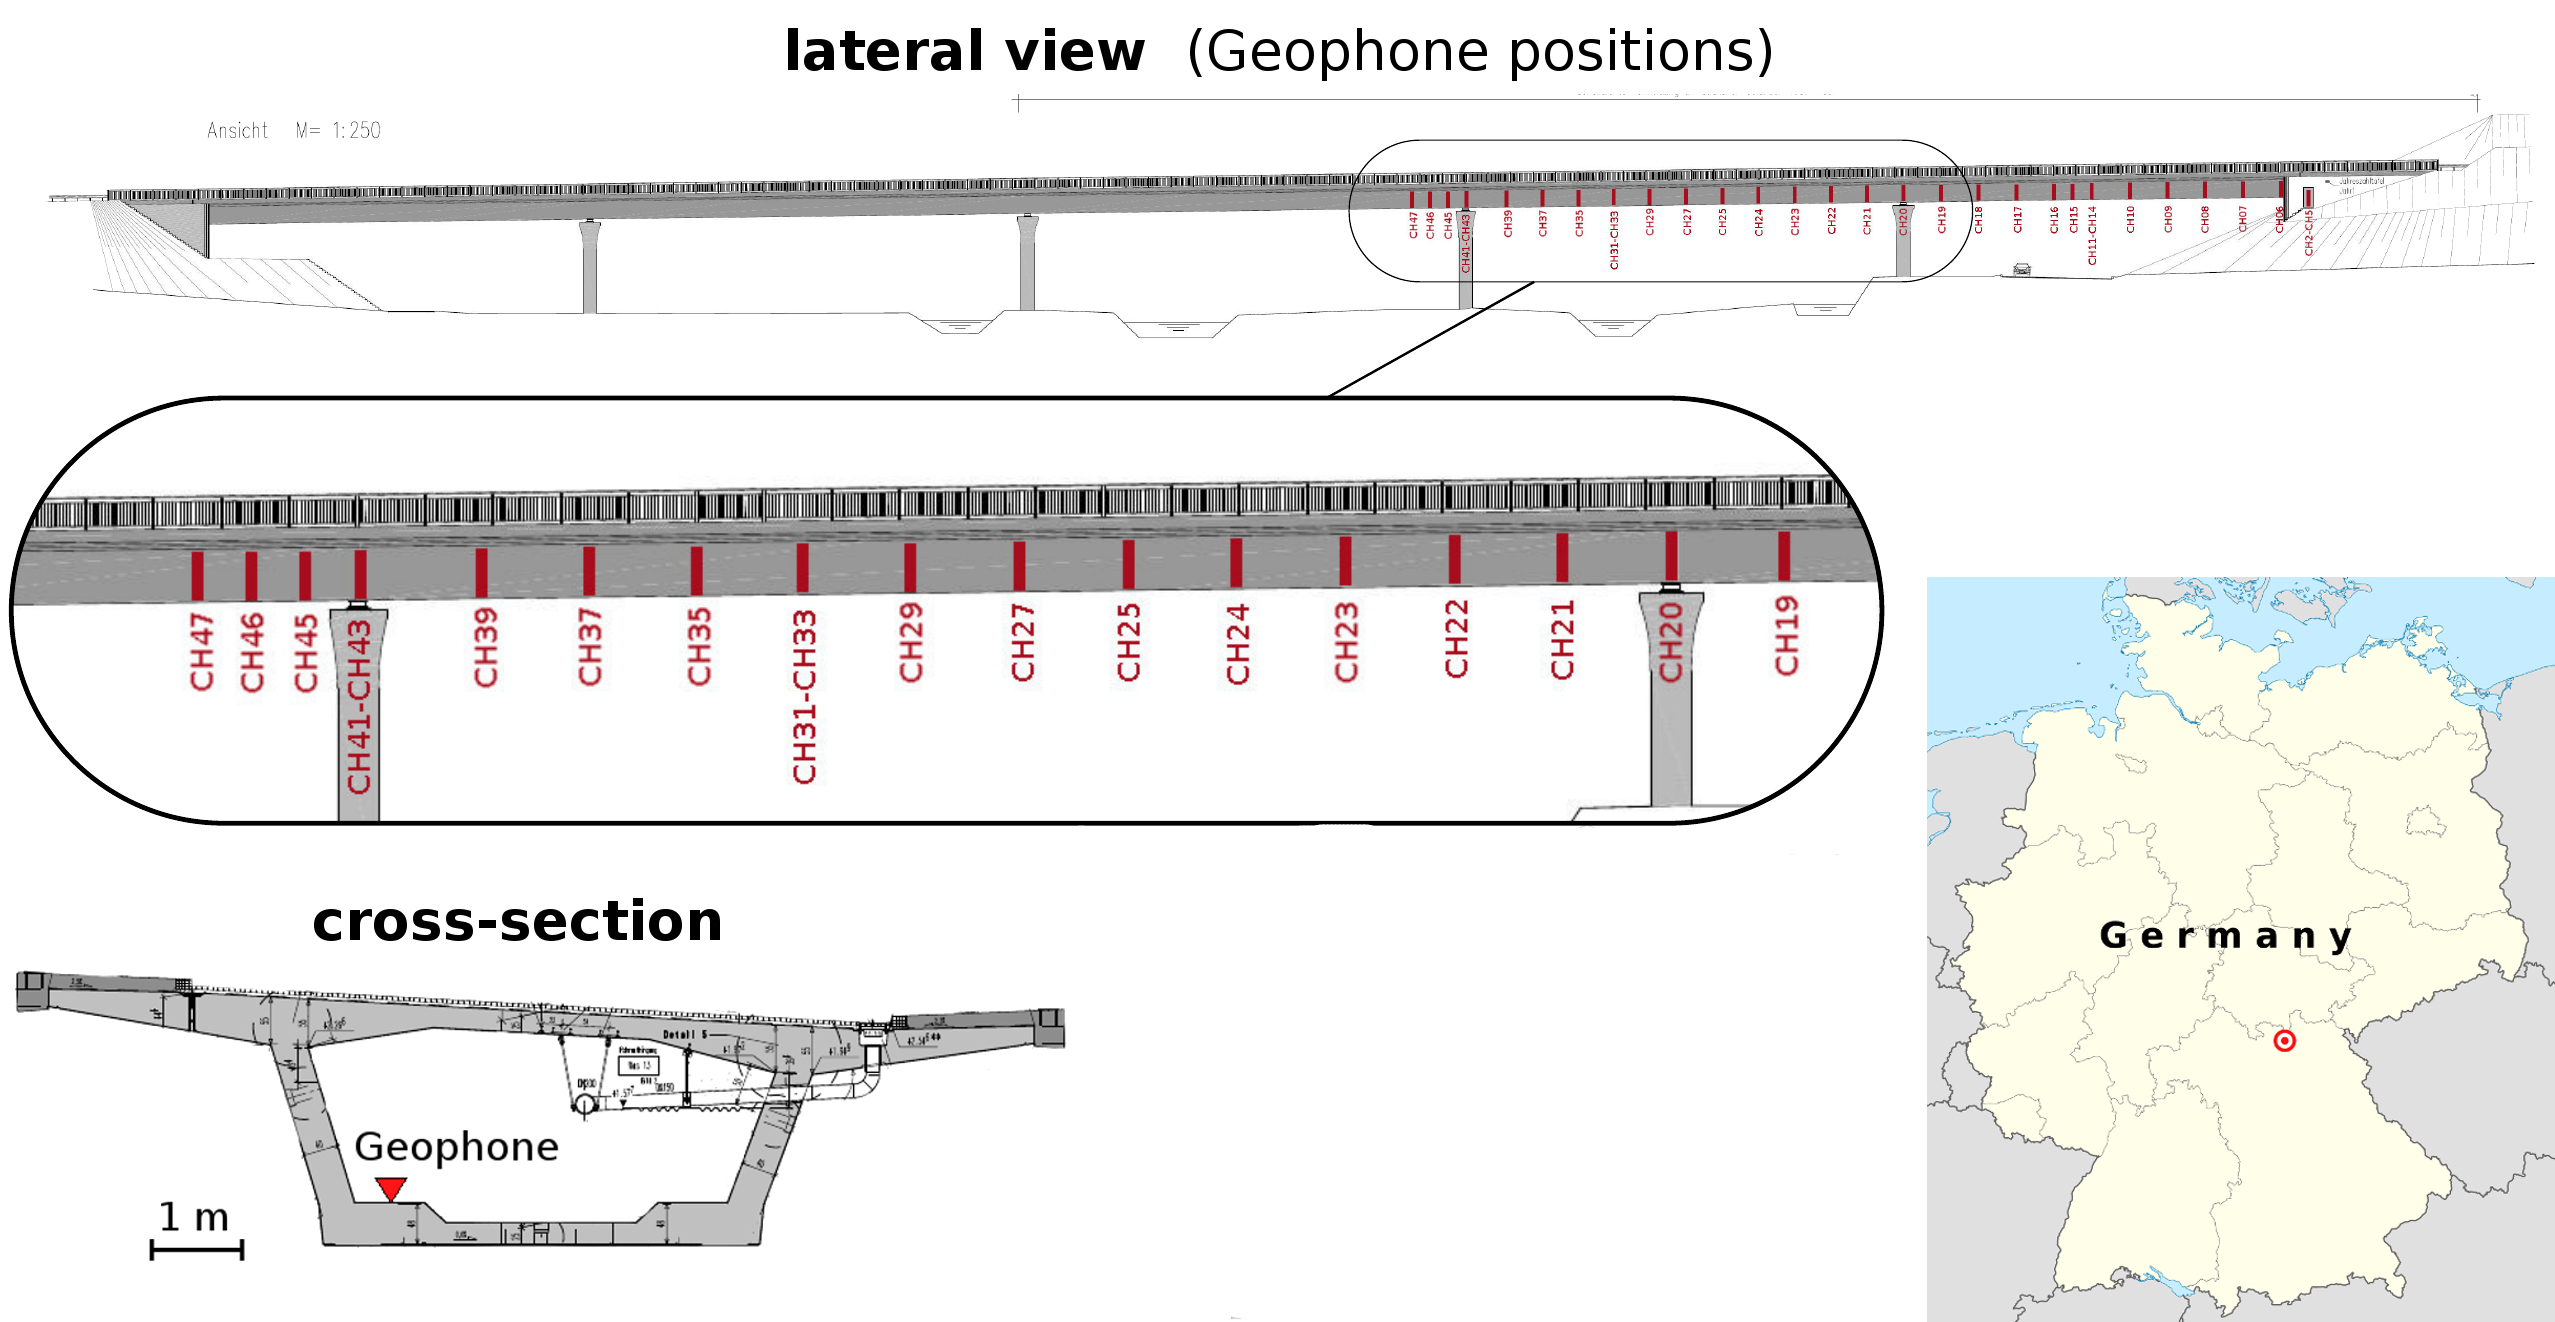 lateral view (Geophone positions)
Ansicht M= 1:250
Jahreszahltafel
CH47
CH46
CH45
CH41-CH43
CH39
CH37
CH35
CH31-CH33
CH29
CH27
CH25
CH24
CH23
CH22
CH21
CH20
CH19
CH18
CH17
CH16
CH15
CH11-CH14
CH10
CH09
CH08
CH07
CH06
CH2-CH5
CH47
CH46
CH45
CH41-CH43
CH39
CH37
CH35
CH31-CH33
CH29
CH27
CH25
CH24
CH23
CH22
CH21
CH20
CH19
cross-section
Detail 5
Geophone
1 m
Germany